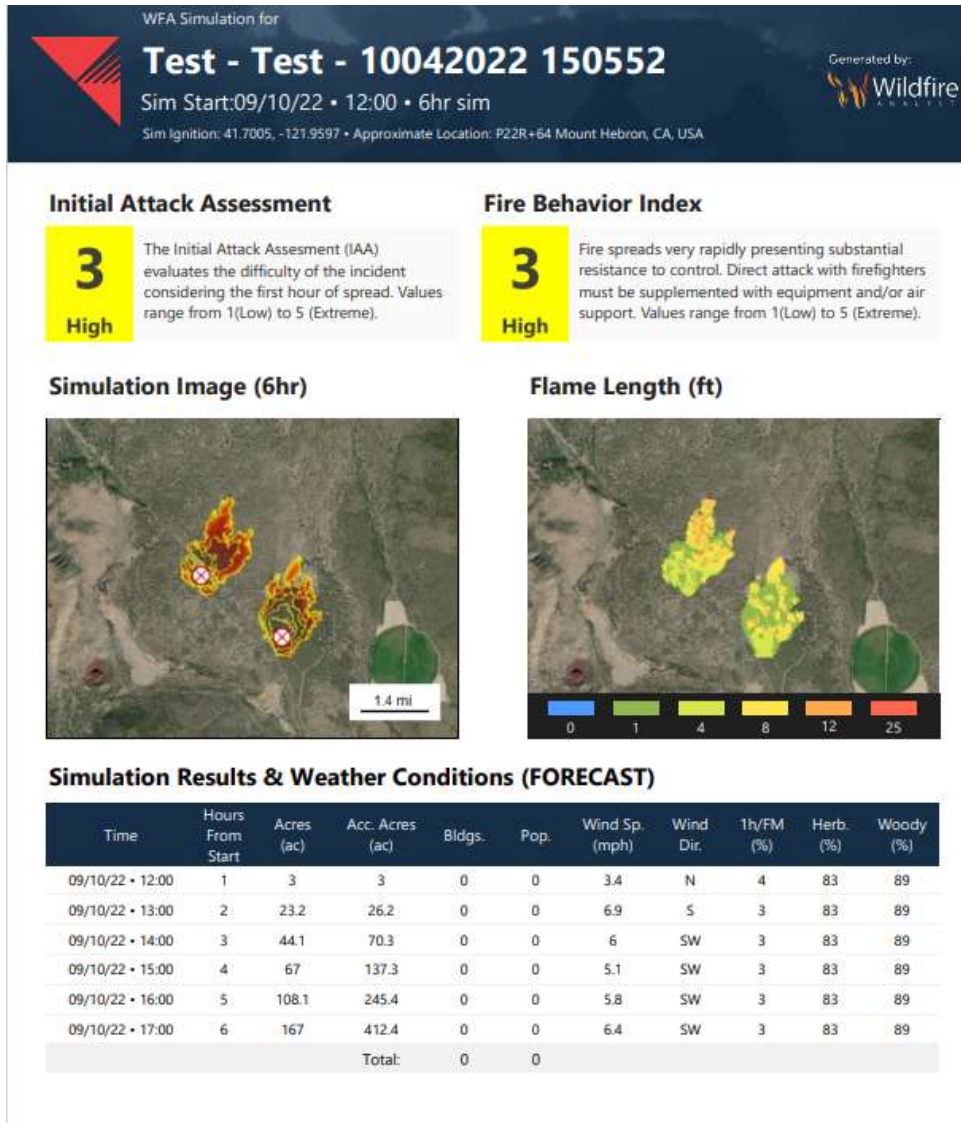 WFA Simulation for
Test - Test - 10042022 150552
Sim Start:09/10/22 • 12:00 • 6hr sim
Sim Ignition: 41.7005, -121.9597 • Approximate Location: P22R+64 Mount Hebron, CA, USA
Generated by:
Wildfire
ANALYST
Initial Attack Assessment
3
High
The Initial Attack Assesment (IAA)
evaluates the difficulty of the incident
considering the first hour of spread. Values
range from 1(Low) to 5 (Extreme).
Fire Behavior Index
3
High
Fire spreads very rapidly presenting substantial
resistance to control. Direct attack with firefighters
must be supplemented with equipment and/or air
support. Values range from 1(Low) to 5 (Extreme).
Simulation Image (6hr)
1.4 mi
Flame Length (ft)
0 1 4 8 12 25
Simulation Results & Weather Conditions (FORECAST)
Time Hours From Start Acres (ac) Acc. Acres (ac) Bldgs. Pop. Wind Sp. (mph) Wind Dir. 1h/FM (%) Herb. (%) Woody (%)
09/10/22 • 12:00 1 3 3 0 0 3.4 N 4 83 89
09/10/22 • 13:00 2 23.2 26.2 0 0 6.9 S 3 83 89
09/10/22 • 14:00 3 44.1 70.3 0 0 6 SW 3 83 89
09/10/22 • 15:00 4 67 137.3 0 0 5.1 SW 3 83 89
09/10/22 • 16:00 5 108.1 245.4 0 0 5.8 SW 3 83 89
09/10/22 • 17:00 6 167 412.4 0 0 6.4 SW 3 83 89
Total: 0 0